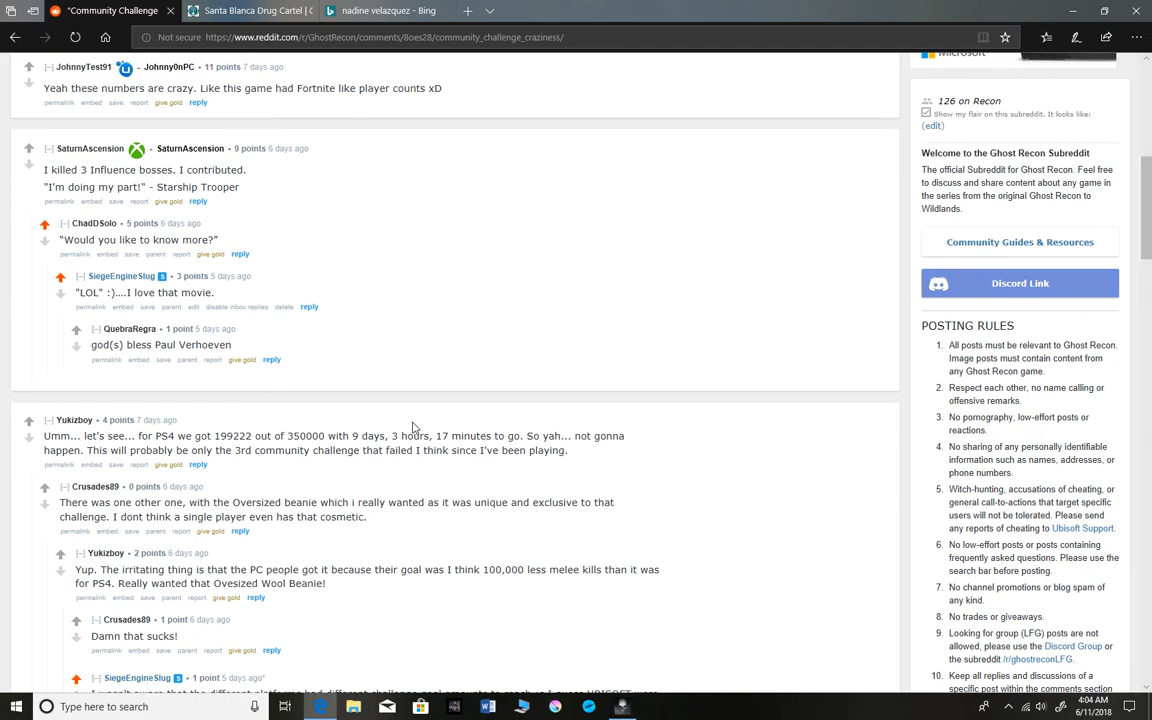 "Community Challenge
Santa Blanca Drug Cartel | C
nadine velazquez - Bing
Not secure https://www.reddit.com/r/GhostRecon/comments/8oes28/community_challenge_craziness/
[–] JohnnyTest91 - Johnny0nPC • 11 points 7 days ago
Yeah these numbers are crazy. Like this game had Fortnite like player counts xD
permalink embed save report give gold reply
[–] SaturnAscension - SaturnAscension • 9 points 6 days ago
I killed 3 Influence bosses. I contributed.
"I'm doing my part!" - Starship Trooper
permalink embed save report give gold reply
[–] ChadDSolo • 5 points 6 days ago
"Would you like to know more?"
permalink embed save parent report give gold reply
[–] SiegeEngineSlug S • 3 points 5 days ago
"LOL" :)....I love that movie.
permalink embed save parent edit disable inbox replies delete reply
[–] QuebraRegra • 1 point 5 days ago
god(s) bless Paul Verhoeven
permalink embed save parent report give gold reply
[–] Yukizboy • 4 points 7 days ago
Umm... let's see... for PS4 we got 199222 out of 350000 with 9 days, 3 hours, 17 minutes to go. So yah... not gonna
happen. This will probably be only the 3rd community challenge that failed I think since I've been playing.
permalink embed save report give gold reply
[–] Crusades89 • 0 points 6 days ago
There was one other one, with the Oversized beanie which i really wanted as it was unique and exclusive to that
challenge. I dont think a single player even has that cosmetic.
permalink embed save parent report give gold reply
[–] Yukizboy • 2 points 6 days ago
Yup. The irritating thing is that the PC people got it because their goal was I think 100,000 less melee kills than it was
for PS4. Really wanted that Ovesized Wool Beanie!
permalink embed save parent report give gold reply
[–] Crusades89 • 1 point 6 days ago
Damn that sucks!
permalink embed save parent report give gold reply
[–] SiegeEngineSlug S • 1 point 5 days ago*
Microsoft
126 on Recon
Show my flair on this subreddit. It looks like:
(edit)
Welcome to the Ghost Recon Subreddit
The official Subreddit for Ghost Recon. Feel free
to discuss and share content about any game in
the series from the original Ghost Recon to
Wildlands.
Community Guides & Resources
Discord Link
POSTING RULES
1. All posts must be relevant to Ghost Recon.
Image posts must contain content from
any Ghost Recon game.
2. Respect each other, no name calling or
offensive remarks.
3. No pornography, low-effort posts or
reactions.
4. No sharing of any personally identifiable
information such as names, addresses, or
phone numbers.
5. Witch-hunting, accusations of cheating, or
general call-to-actions that target specific
users will not be tolerated. Please send
any reports of cheating to Ubisoft Support.
6. No low-effort posts or posts containing
frequently asked questions. Please use the
search bar before posting.
7. No channel promotions or blog spam of
any kind.
8. No trades or giveaways.
9. Looking for group (LFG) posts are not
allowed, please use the Discord Group or
the subreddit /r/ghostreconLFG.
10. Keep all replies and discussions of a
specific post within the comments section
Type here to search
4:04 AM
6/11/2018